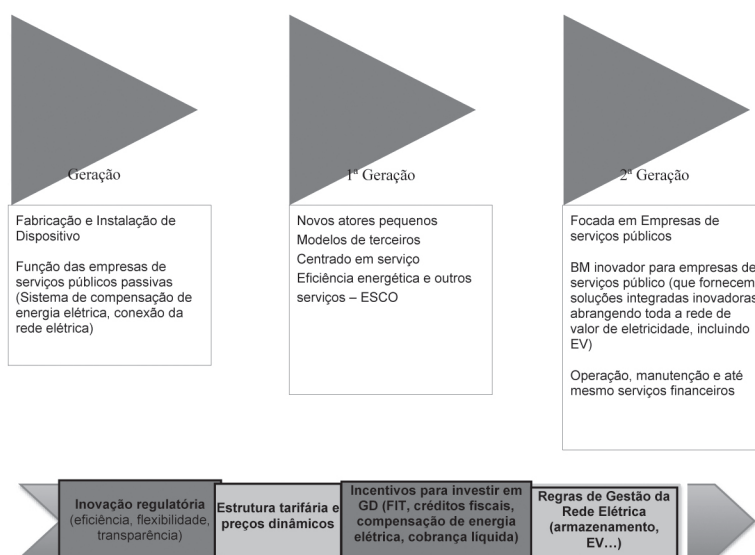 Geração
1ª Geração
2ª Geração
Fabricação e Instalação de
Dispositivo
Função das empresas de
serviços públicos passivas
(Sistema de compensação de
energia elétrica, conexão da
rede elétrica)
Novos atores pequenos
Modelos de terceiros
Centrado em serviço
Eficiência energética e outros
serviços – ESCO
Focada em Empresas de
serviços públicos
BM inovador para empresas de
serviço público (que fornecem
soluções integradas inovadoras
abrangendo toda a rede de
valor de eletricidade, incluindo
EV)
Operação, manutenção e até
mesmo serviços financeiros
Inovação regulatória
(eficiência, flexibilidade,
transparência)
Estrutura tarifária e
preços dinâmicos
Incentivos para investir em
GD (FIT, créditos fiscais,
compensação de energia
elétrica, cobrança líquida)
Regras de Gestão da
Rede Elétrica
(armazenamento,
EV...)